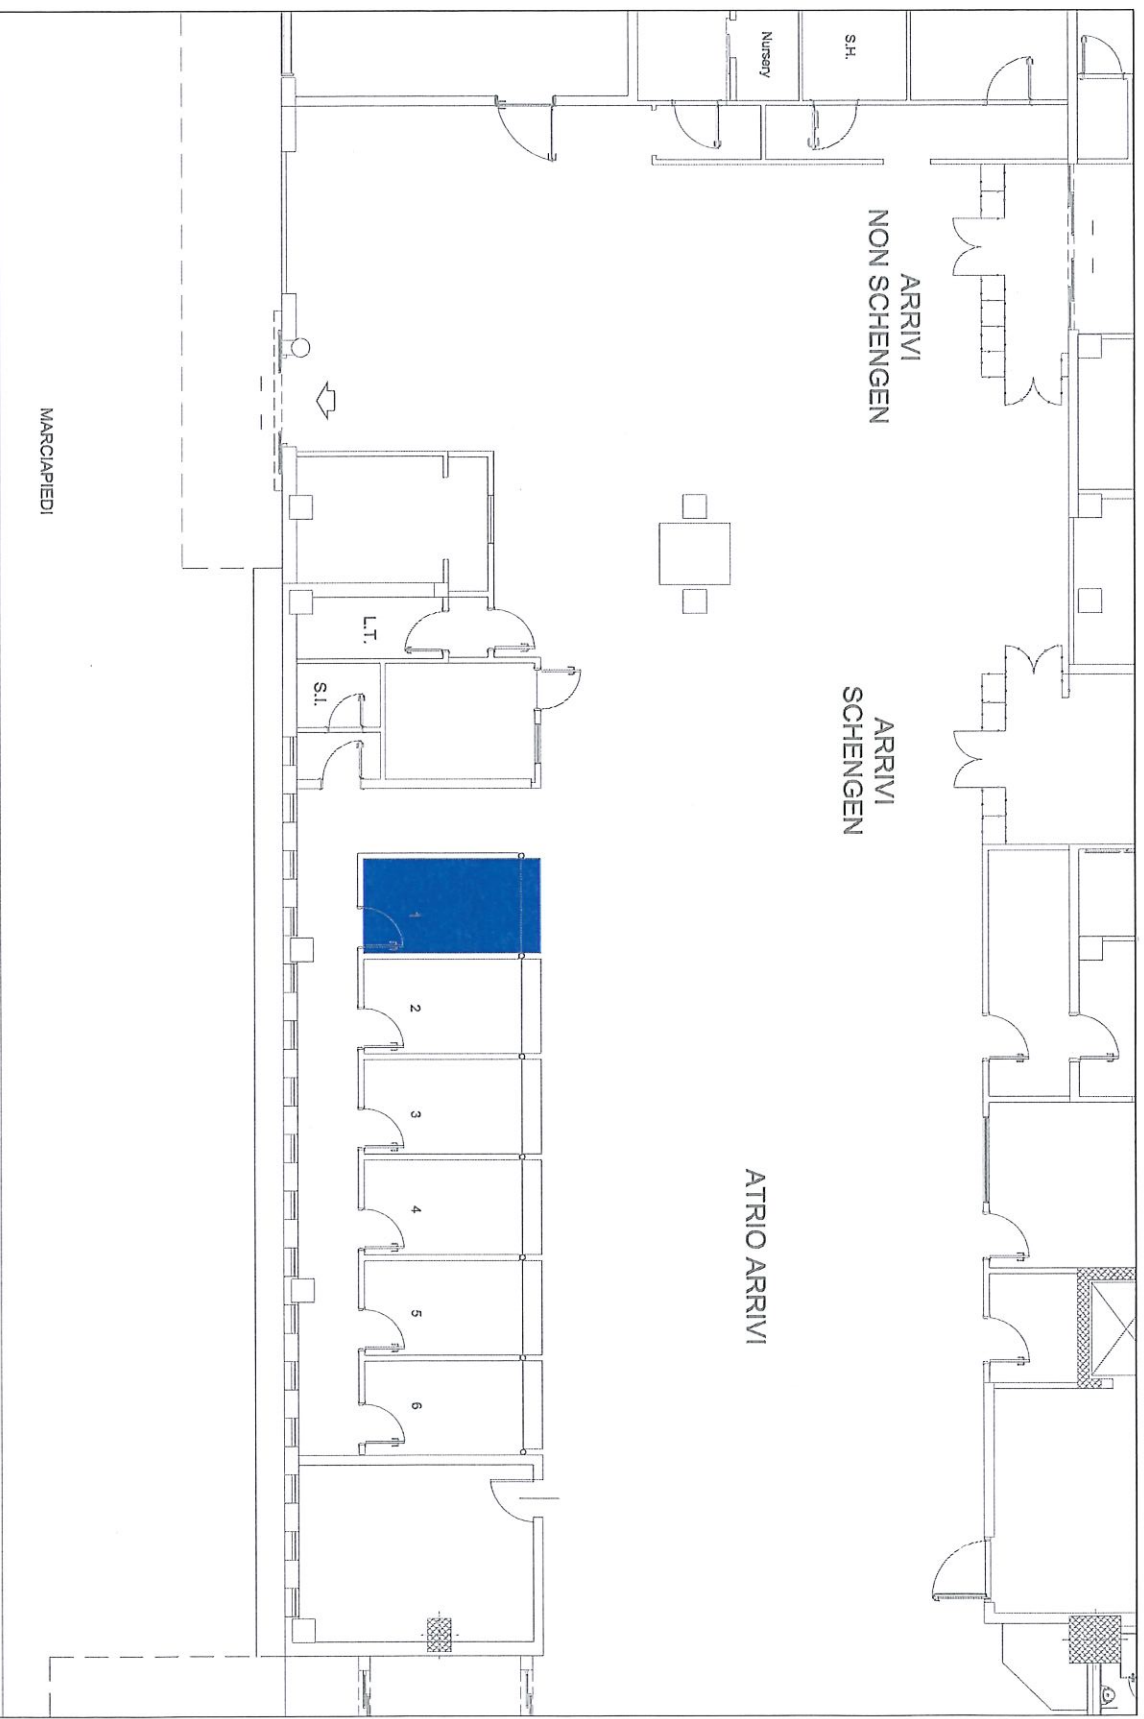 Nursery
S.H.
ARRIVI
NON SCHENGEN
ARRIVI
SCHENGEN
ATRIO ARRIVI
L.T.
S.I.
1
2
3
4
5
6
MARCIAPIEDI